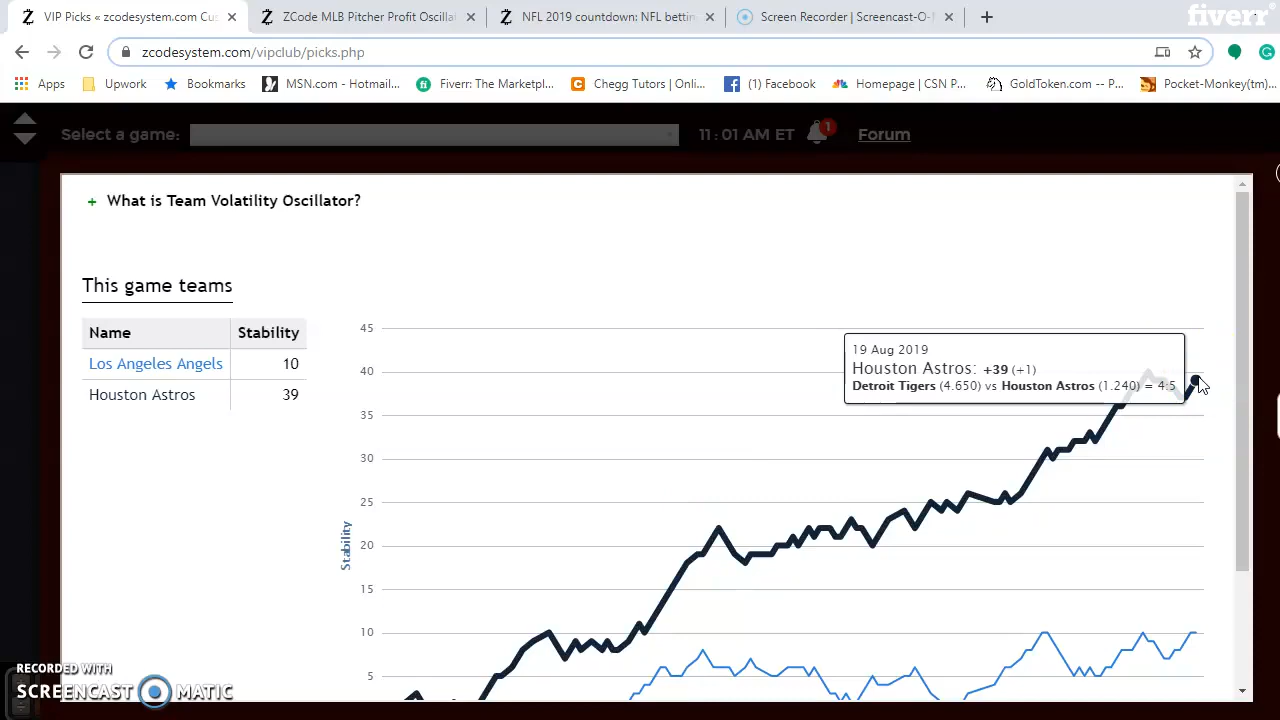 VIP Picks « zcodesystem.com Cus
ZCode MLB Pitcher Profit Oscilla
NFL 2019 countdown: NFL bettin
Screen Recorder | Screencast-O-
fiverr
zcodesystem.com/vipclub/picks.php
Apps
Upwork
Bookmarks
MSN.com - Hotmail...
Fiverr: The Marketpl...
Chegg Tutors | Onli...
(1) Facebook
Homepage | CSN P...
GoldToken.com -- P...
Pocket-Monkey(tm)...
Select a game:
11:01 AM ET
1
Forum
+ What is Team Volatility Oscillator?
This game teams
Name Stability
Los Angeles Angels 10
Houston Astros 39
45
40
35
30
25
20
15
10
5
Stability
19 Aug 2019
Houston Astros: +39 (+1)
Detroit Tigers (4.650) vs Houston Astros (1.240) = 4:5
RECORDED WITH
SCREENCAST MATIC